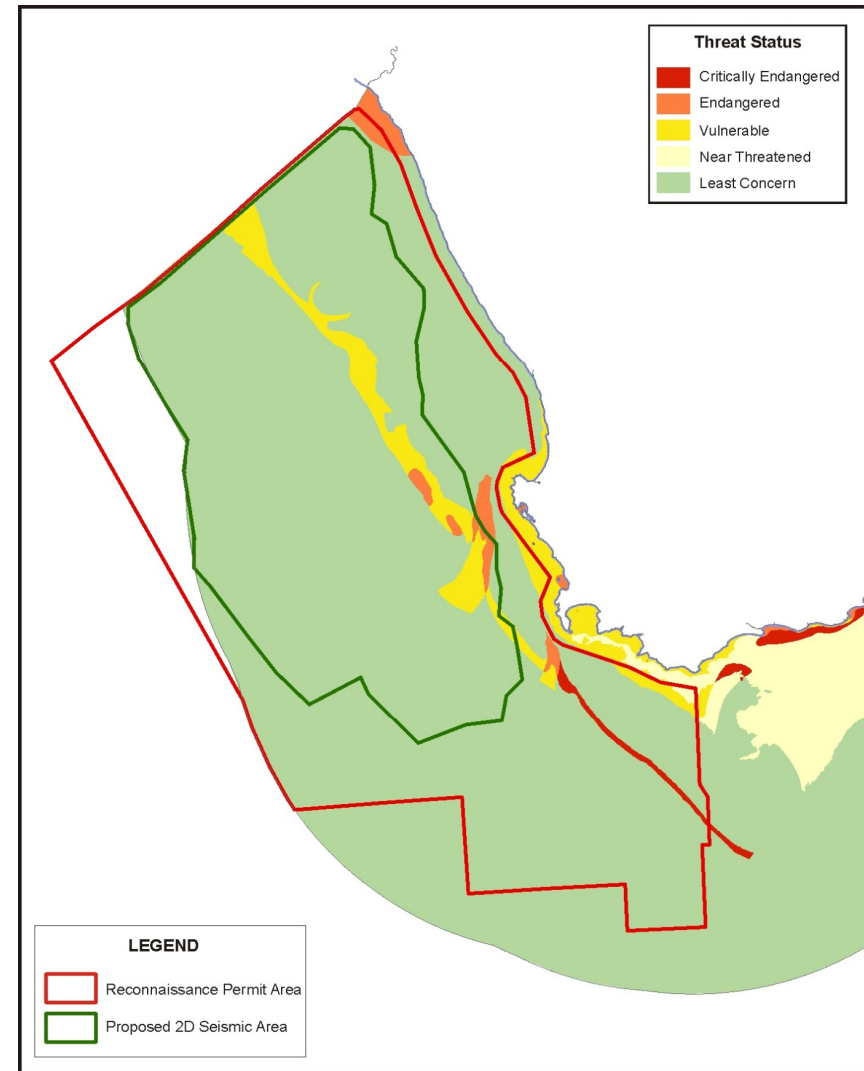 Threat Status
Critically Endangered
Endangered
Vulnerable
Near Threatened
Least Concern
LEGEND
Reconnaissance Permit Area
Proposed 2D Seismic Area